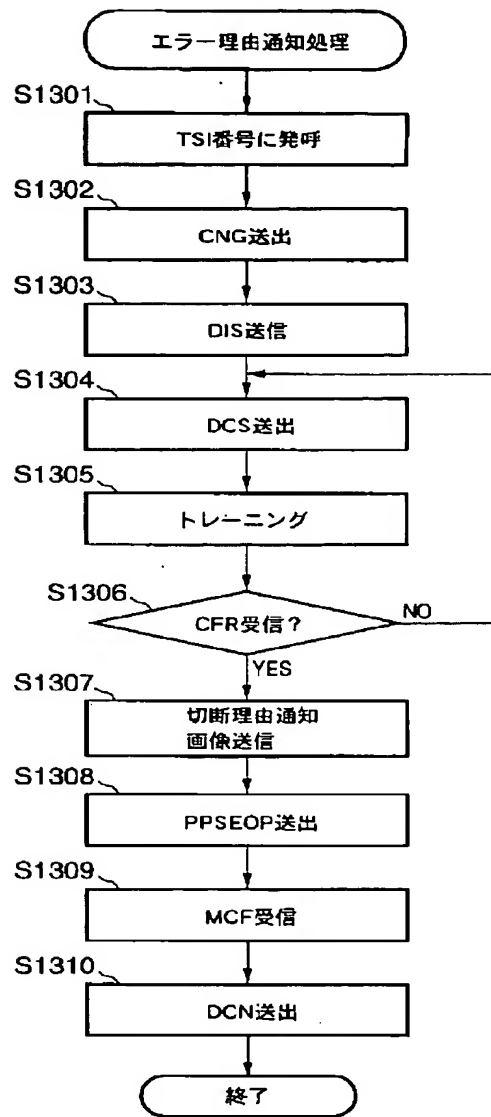 エラー理由通知処理
S1301
TSI番号に発呼
S1302
CNG送出
S1303
DIS送信
S1304
DCS送出
S1305
トレーニング
S1306
CFR受信？
NO
YES
S1307
切断理由通知
画像送信
S1308
PPSEOP送出
S1309
MCF受信
S1310
DCN送出
終了